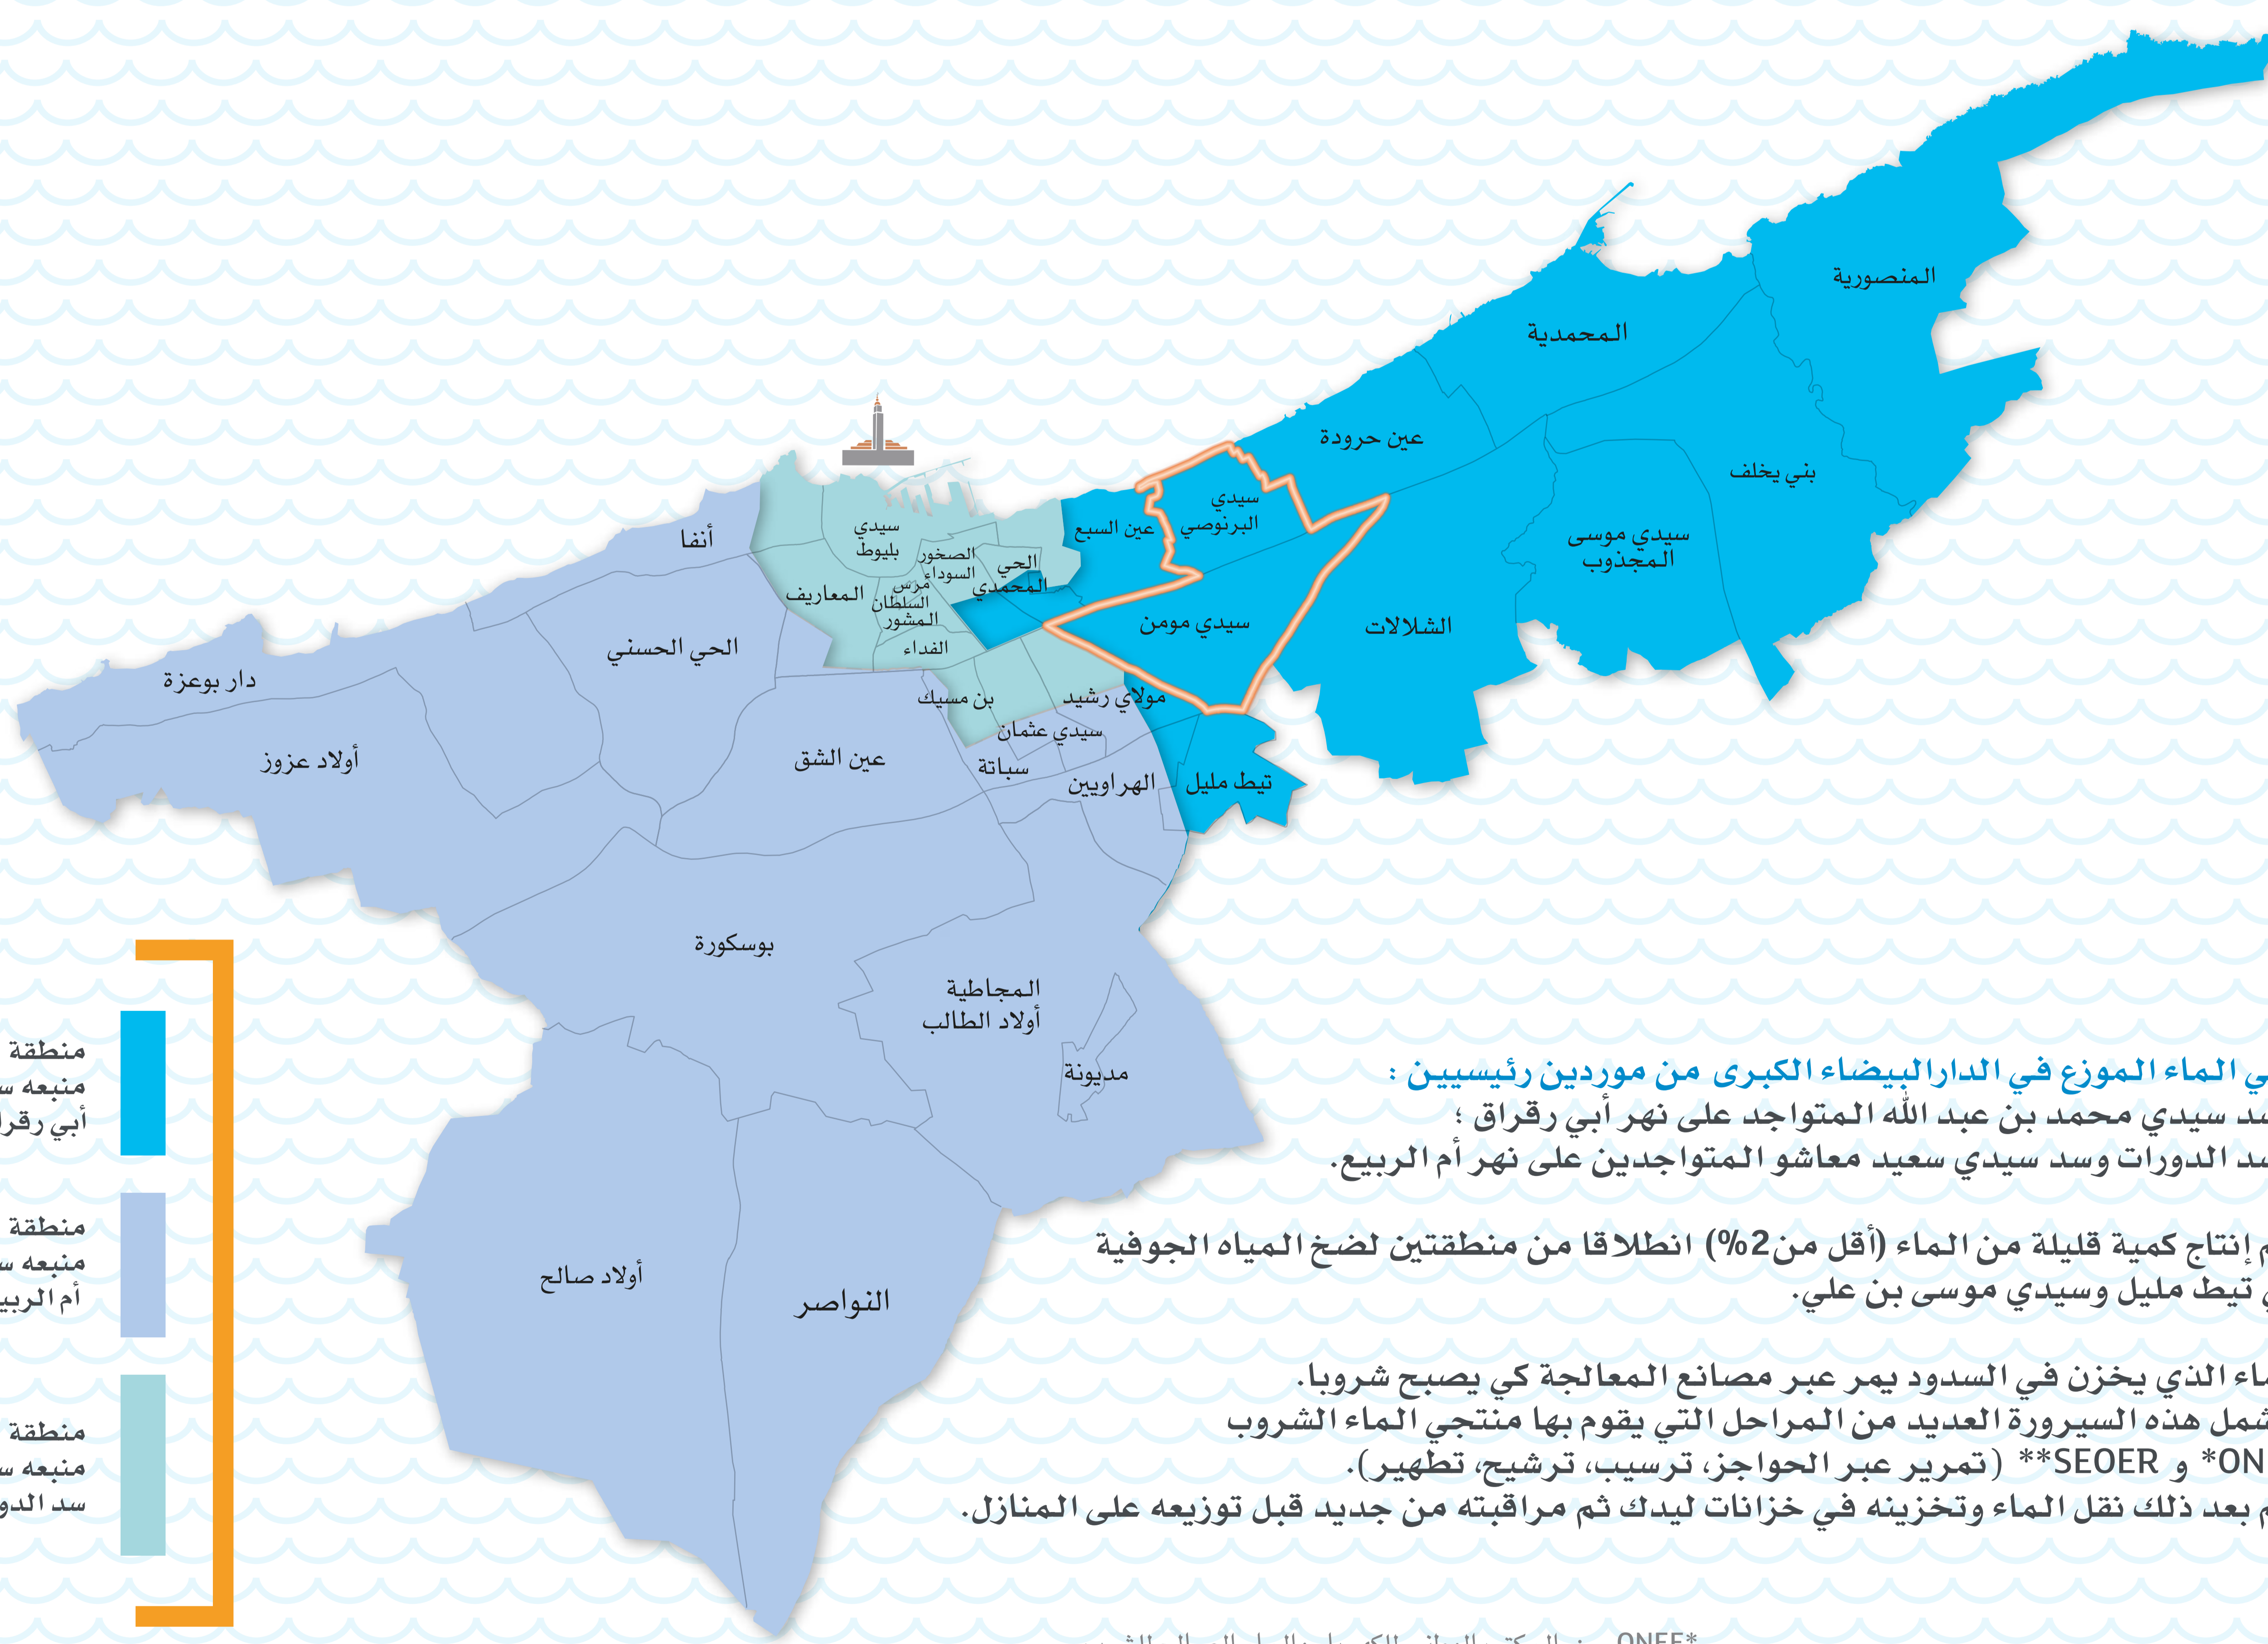 المنصورية
المحمدية
عين حرودة
بني يخلف
سيدي موسى
المجذوب
الشلالات
سيدي
البرنوصي
عين السبع
سيدي مومن
تيط مليل
أنفا
سيدي
بليوط
الصخور
السوداء
الحي
المحمدي
مرس
السلطان
المشور
المعاريف
الفداء
الحي الحسني
دار بوعزة
أولاد عزوز
عين الشق
بن مسيك
مولاي رشيد
سيدي عثمان
سباتة
الهراويين
بوسكورة
المجاطية
أولاد الطالب
مديونة
أولاد صالح
النواصر
الماء الموزع في الدارالبيضاء الكبرى من موردين رئيسيين :
سيدي محمد بن عبد الله المتواجد على نهر أبي رقراق ؛
الدورات وسد سيدي سعيد معاشو المتواجدين على نهر أم الربيع.
إنتاج كمية قليلة من الماء (أقل من2%) انطلاقا من منطقتين لضخ المياه الجوفية
تيط مليل وسيدي موسى بن علي.
الذي يخزن في السدود يمر عبر مصانع المعالجة كي يصبح شروبا.
هذه السيرورة العديد من المراحل التي يقوم بها منتجي الماء الشروب
و SEOER** (تمرير عبر الحواجز، ترسيب، ترشيح، تطهير).
بعد ذلك نقل الماء وتخزينه في خزانات ليدك ثم مراقبته من جديد قبل توزيعه على المنازل.
منطقة
منبعه
أبي
منطقة
منبعه
أم
منطقة
منبعه
سد